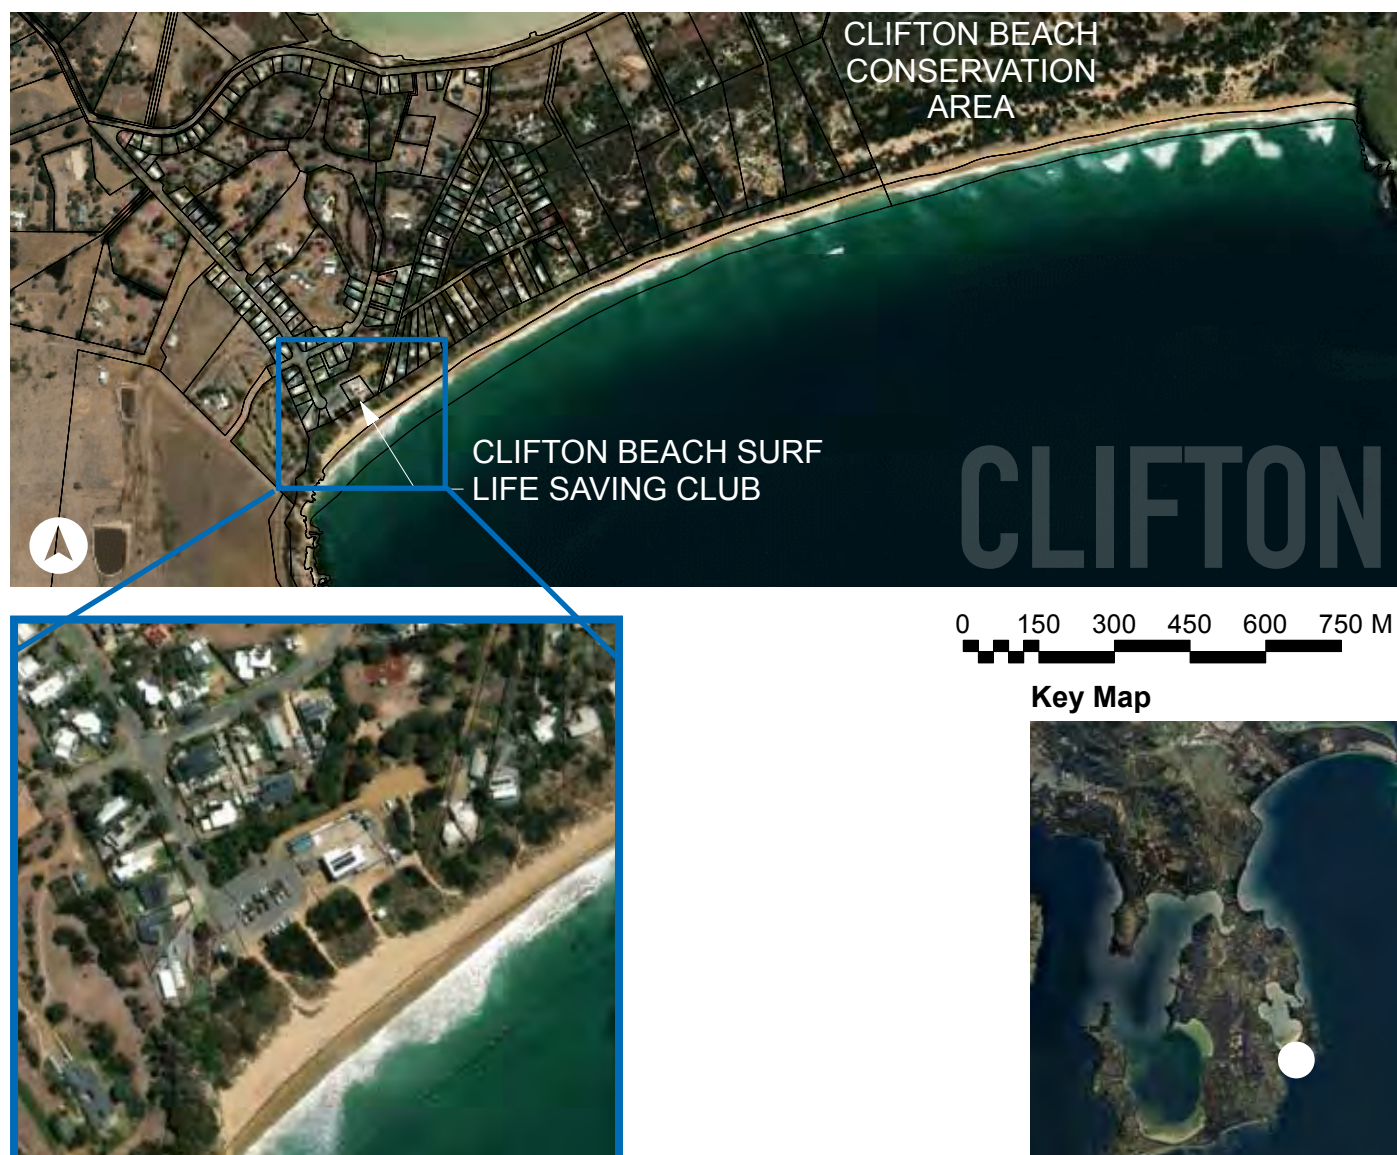 CLIFTON BEACH
CONSERVATION
AREA
CLIFTON BEACH SURF
LIFE SAVING CLUB
CLIFTON
0 150 300 450 600 750 M
Key Map